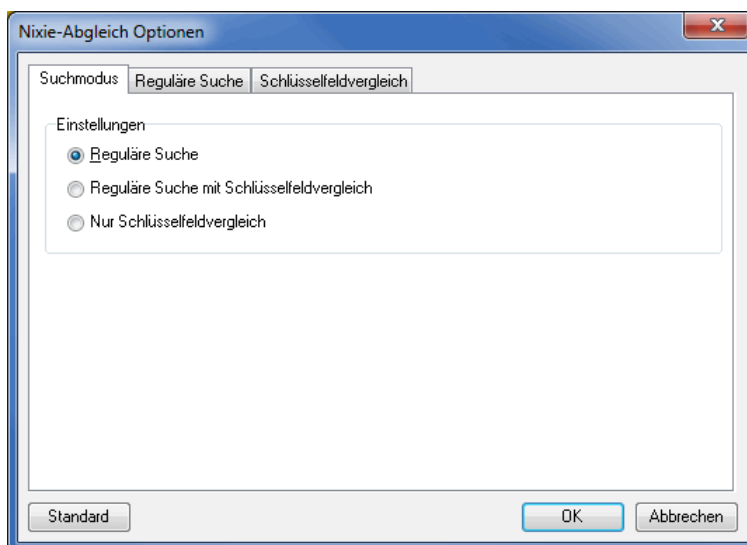 Nixie-Abgleich Optionen
Suchmodus Reguläre Suche Schlüsselfeldvergleich
Einstellungen
Reguläre Suche
Reguläre Suche mit Schlüsselfeldvergleich
Nur Schlüsselfeldvergleich
Standard OK Abbrechen